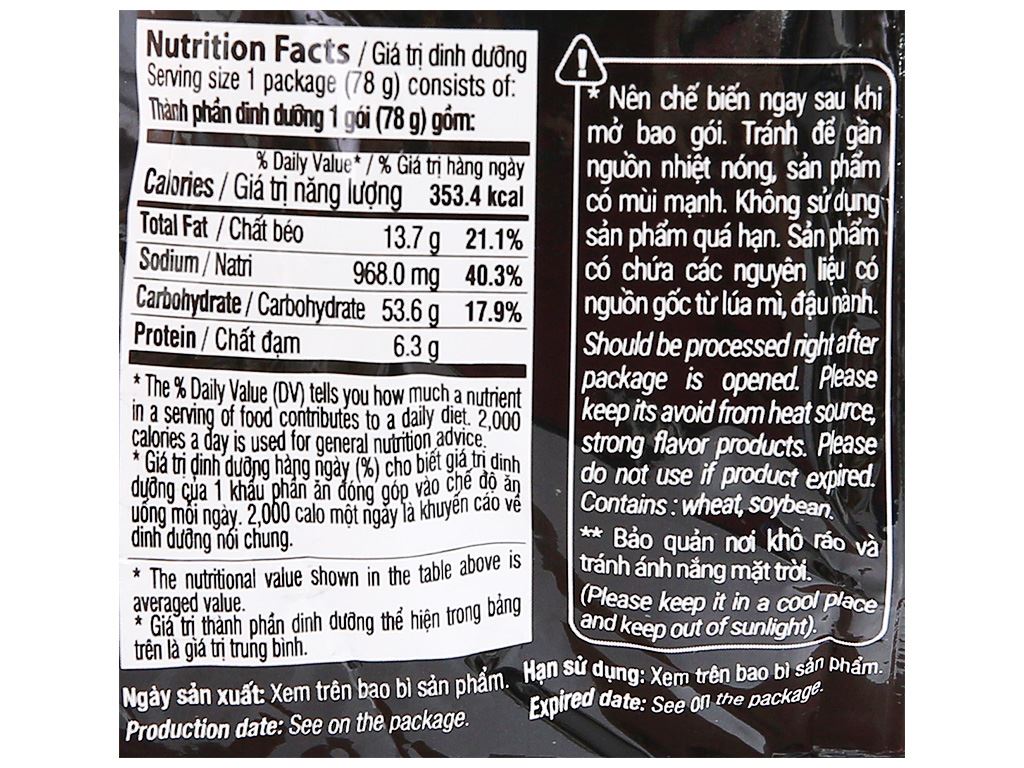 Nutrition Facts / Giá trị dinh dưỡng
Serving size 1 package (78 g) consists of:
Thành phần dinh dưỡng 1 gói (78 g) gồm:
% Daily Value* / % Giá trị hàng ngày
Calories / Giá trị năng lượng 353.4 kcal
Total Fat / Chất béo 13.7 g 21.1%
Sodium / Natri 968.0 mg 40.3%
Carbohydrate / Carbohydrate 53.6 g 17.9%
Protein / Chất đạm 6.3 g
* The % Daily Value (DV) tells you how much a nutrient
in a serving of food contributes to a daily diet. 2,000
calories a day is used for general nutrition advice.
* Giá trị dinh dưỡng hàng ngày (%) cho biết giá trị dinh
dưỡng của 1 khẩu phần ăn đóng góp vào chế độ ăn
uống mỗi ngày. 2,000 calo một ngày là khuyến cáo về
dinh dưỡng nói chung.
* The nutritional value shown in the table above is
averaged value.
* Giá trị thành phần dinh dưỡng thể hiện trong bảng
trên là giá trị trung bình.
Ngày sản xuất: Xem trên bao bì sản phẩm.
Production date: See on the package.
!
* Nên chế biến ngay sau khi
mở bao gói. Tránh để gần
nguồn nhiệt nóng, sản phẩm
có mùi mạnh. Không sử dụng
sản phẩm quá hạn. Sản phẩm
có chứa các nguyên liệu có
nguồn gốc từ lúa mì, đậu nành.
Should be processed right after
package is opened. Please
keep its avoid from heat source,
strong flavor products. Please
do not use if product expired.
Contains : wheat, soybean.
** Bảo quản nơi khô ráo và
tránh ánh nắng mặt trời.
(Please keep it in a cool place
and keep out of sunlight).
Hạn sử dụng: Xem trên bao bì sản phẩm.
Expired date: See on the package.